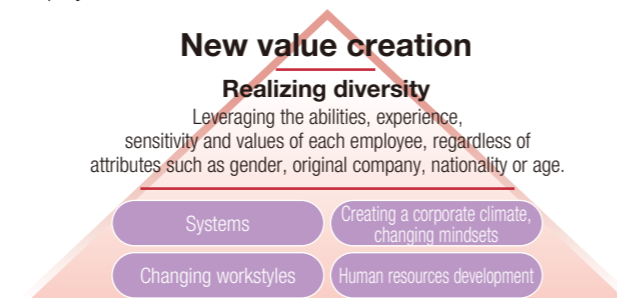 New value creation
Realizing diversity
Leveraging the abilities, experience,
sensitivity and values of each employee, regardless of
attributes such as gender, original company, nationality or age.
Systems
Creating a corporate climate,
changing mindsets
Changing workstyles
Human resources development